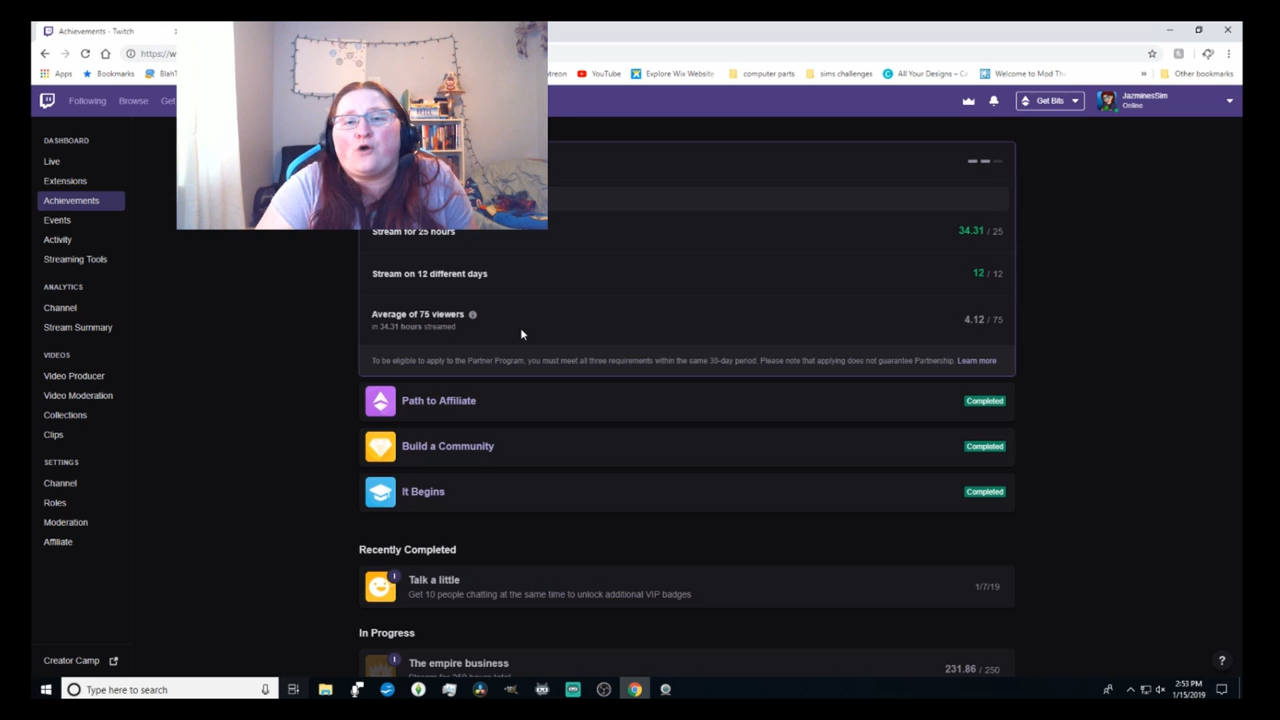 Achievements - Twitch
https://w
Apps
Bookmarks
YouTube
Explore Wix Website
computer parts
sims challenges
All Your Designs - C
Welcome to Mod Th
»
Other bookmarks
Following
Browse
Get
Get Bits
JazminesSim
Online
DASHBOARD
Live
Extensions
Achievements
Events
Activity
Streaming Tools
ANALYTICS
Channel
Stream Summary
VIDEOS
Video Producer
Video Moderation
Collections
Clips
SETTINGS
Channel
Roles
Moderation
Affiliate
Creator Camp
Stream for 25 hours
34.31 / 25
Stream on 12 different days
12 / 12
Average of 75 viewers
in 34.31 hours streamed
4.12 / 75
To be eligible to apply to the Partner Program, you must meet all three requirements within the same 30-day period. Please note that applying does not guarantee Partnership. Learn more
Path to Affiliate
Completed
Build a Community
Completed
It Begins
Completed
Recently Completed
I
Talk a little
Get 10 people chatting at the same time to unlock additional VIP badges
1/7/19
In Progress
I
The empire business
231.86 / 250
?
Type here to search
2:53 PM
1/15/2019